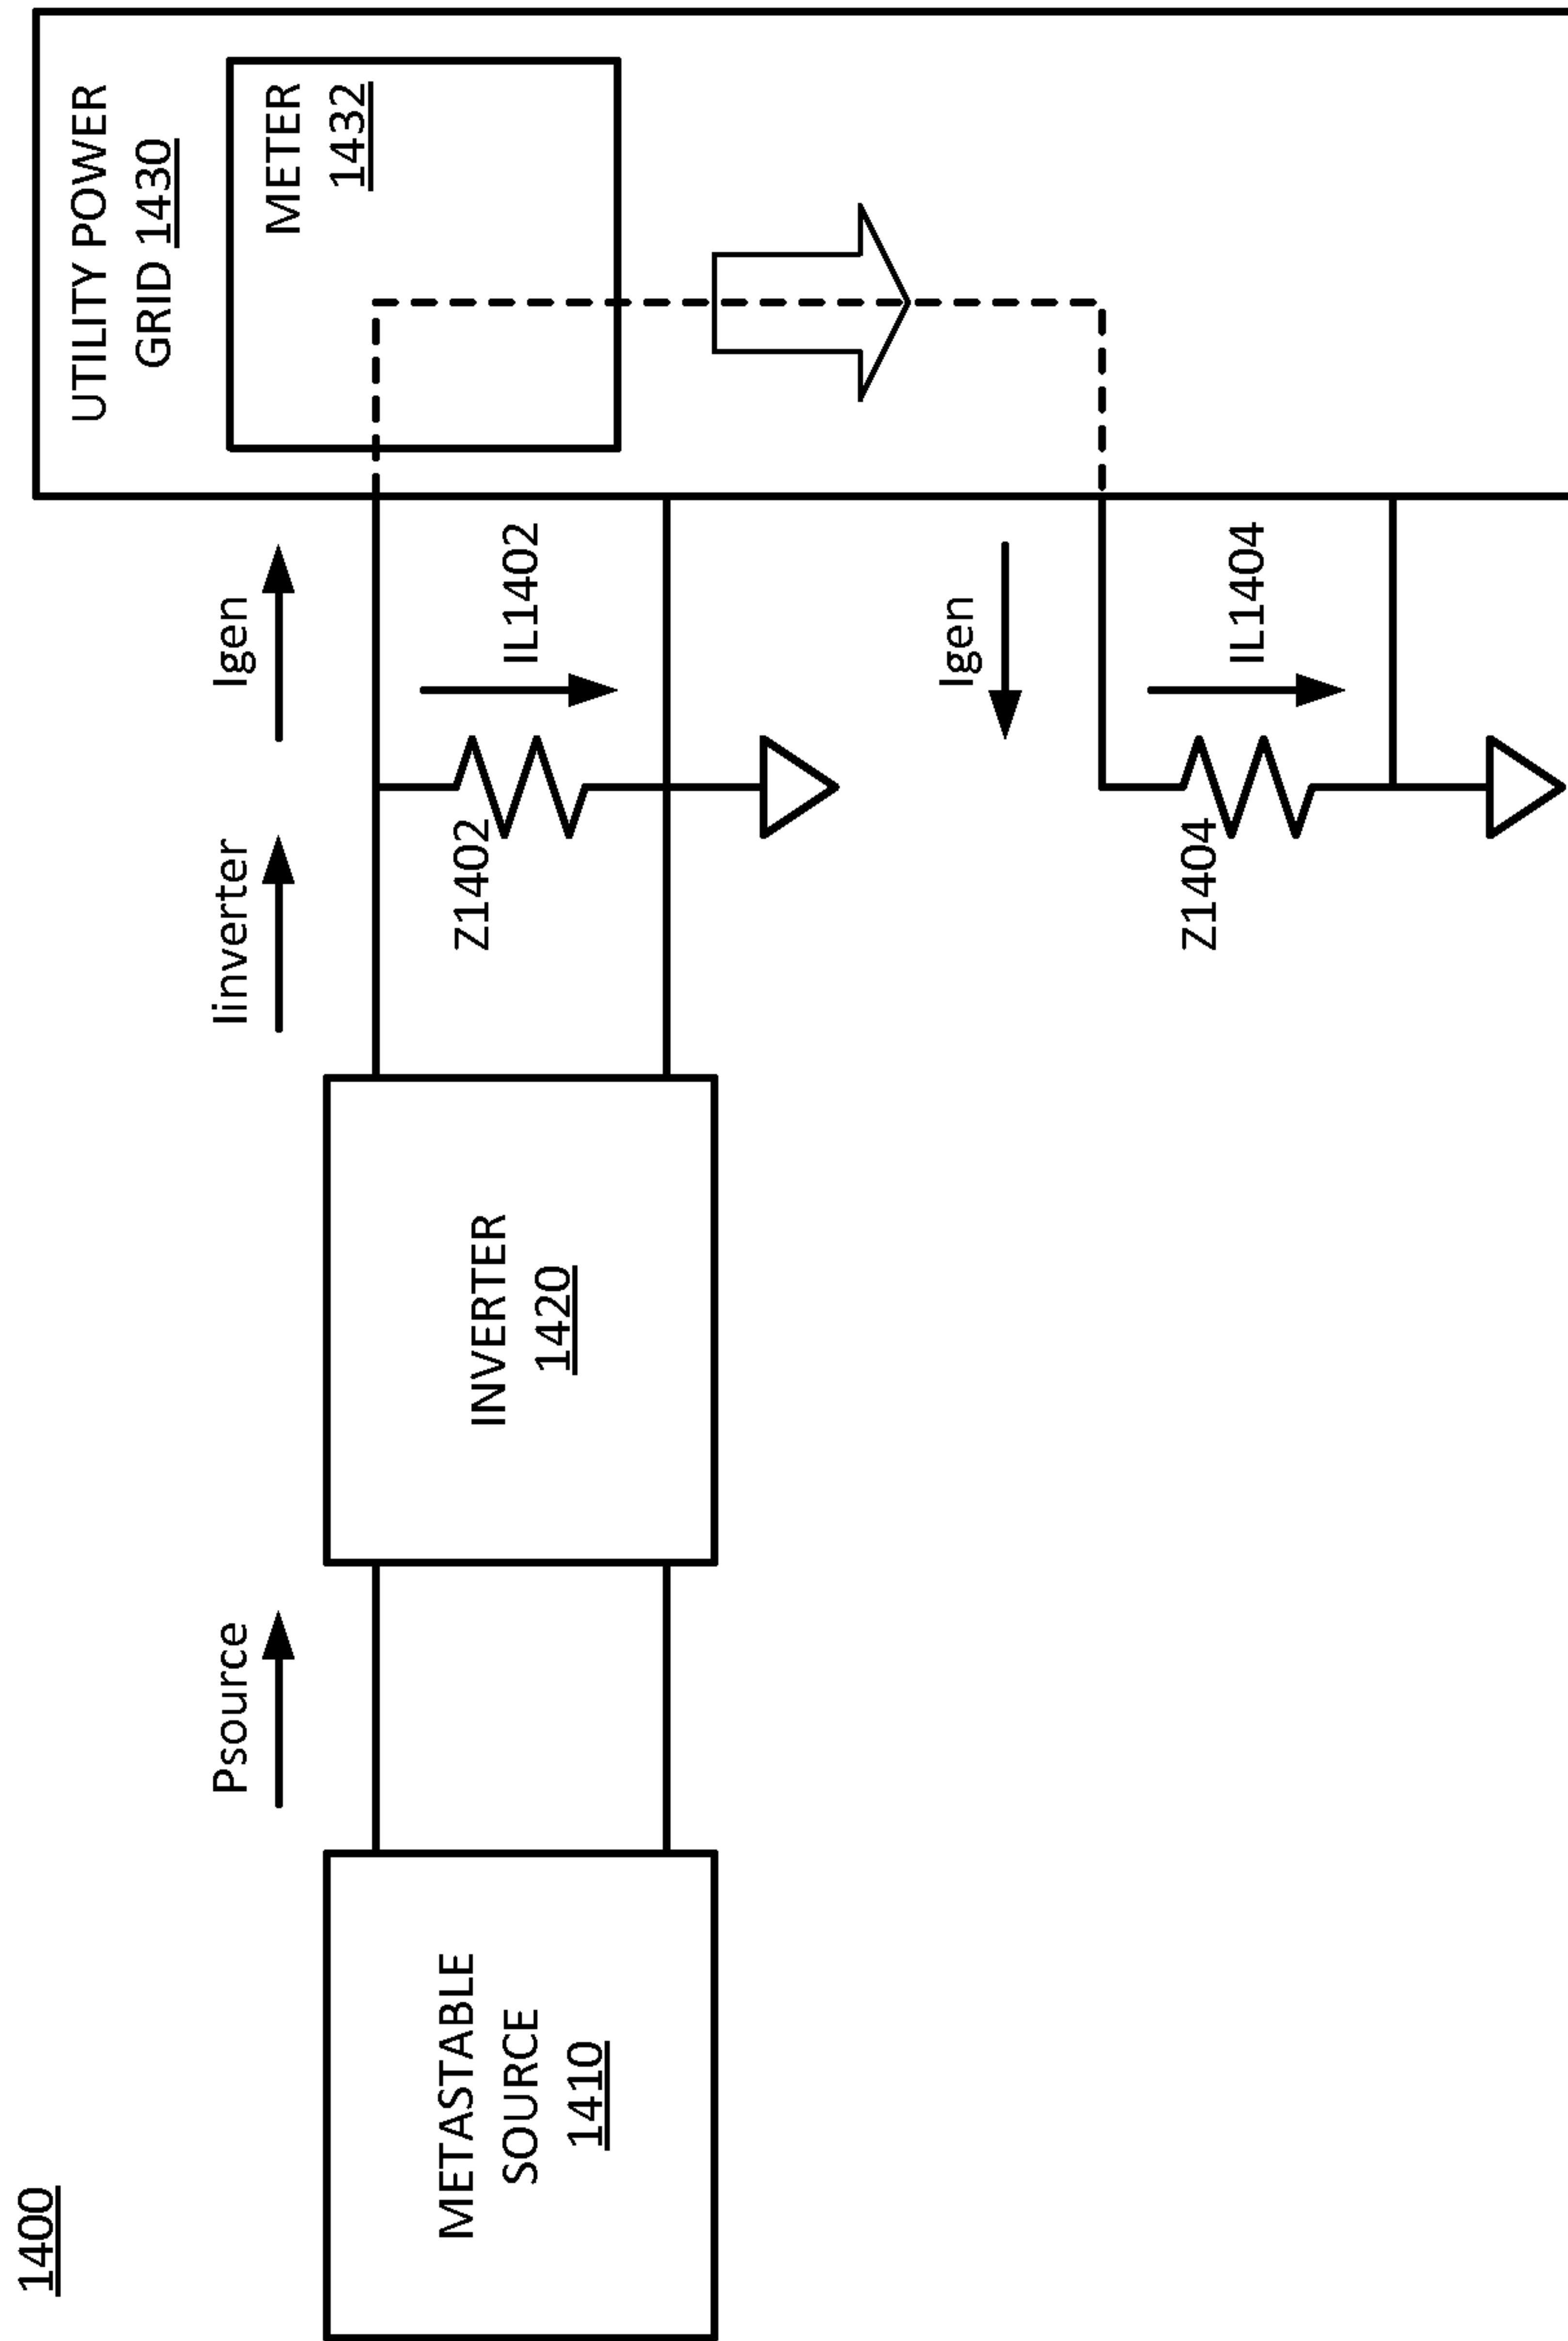 1400
UTILITY POWER
GRID 1430
METER
1432
Psource
Iinverter
Igen
METASTABLE
SOURCE
1410
INVERTER
1420
Z1402
IL1402
Igen
Z1404
IL1404